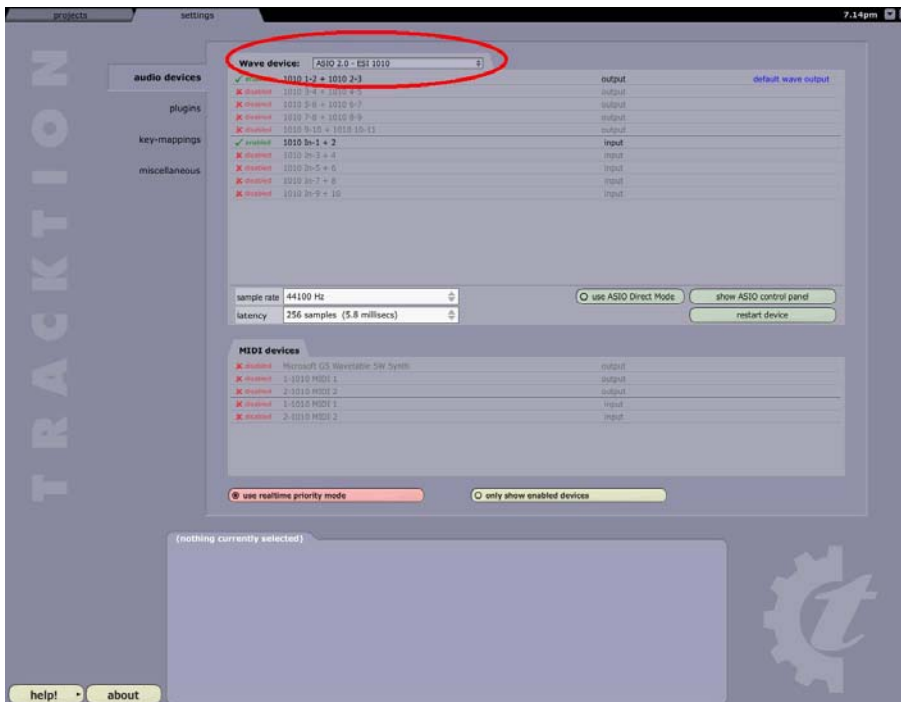 projects settings 7.14pm
TRAKTION
Wave device: ASIO 2.0 - ESI 1010
audio devices
plugins
key-mappings
miscellaneous
enabled 1010 1-2 + 1010 2-3 output default wave output
disabled 1010 3-4 + 1010 4-5 output
disabled 1010 5-6 + 1010 6-7 output
disabled 1010 7-8 + 1010 8-9 output
disabled 1010 9-10 + 1010 10-11 output
enabled 1010 In-1 + 2 input
disabled 1010 In-3 + 4 input
disabled 1010 In-5 + 6 input
disabled 1010 In-7 + 8 input
disabled 1010 In-9 + 10 input
sample rate 44100 Hz use ASIO Direct Mode show ASIO control panel
latency 256 samples (5.8 millisecs) restart device
MIDI devices
disabled Microsoft GS Wavetable SW Synth output
disabled 1-1010 MIDI 1 output
disabled 2-1010 MIDI 2 output
disabled 1-1010 MIDI 1 input
disabled 2-1010 MIDI 2 input
use realtime priority mode only show enabled devices
(nothing currently selected)
t
help! about